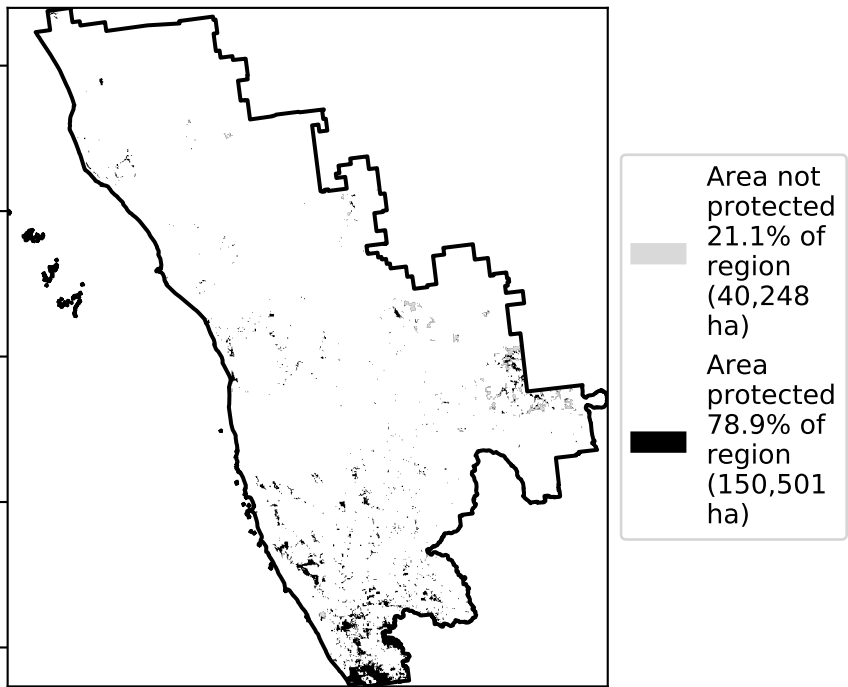 Area not
protected
21.1% of
region
(40,248
ha)
Area
protected
78.9% of
region
(150,501
ha)